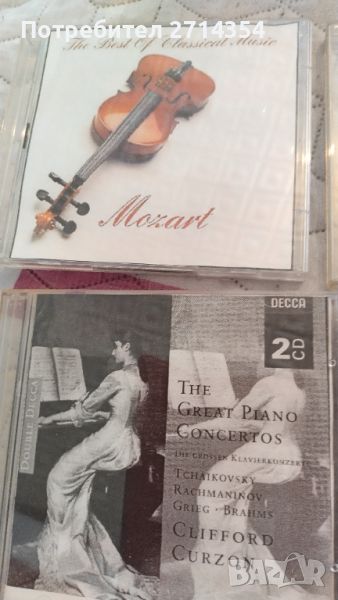 Потребител 2714354
The Best Of Classical Music
Mozart
DECCA
2CD
DOUBLE DECCA
THE
GREAT PIANO
CONCERTOS
DIE GROSSEN KLAVIERKONZERTE
TCHAIKOVSKY
RACHMANINOV
GRIEG · BRAHMS
CLIFFORD
CURZON
BAZAR